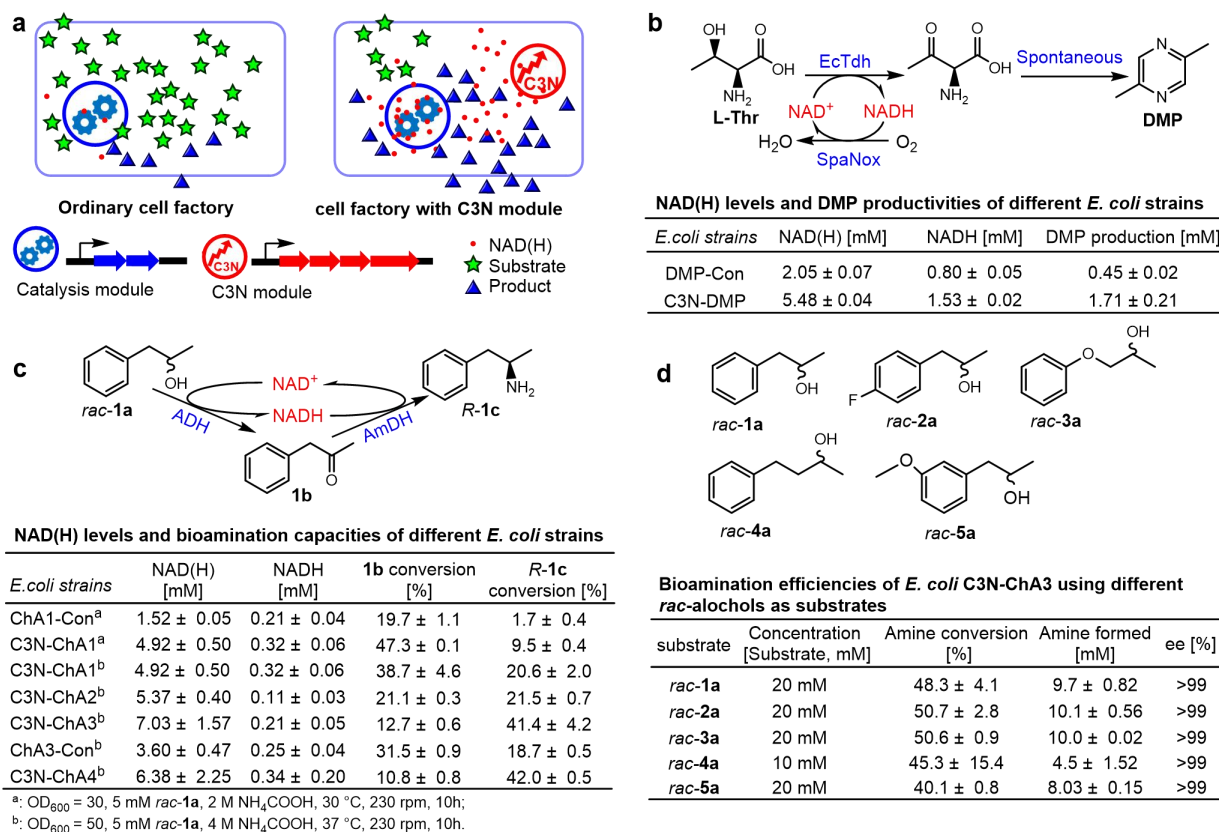 a
C3N
Ordinary cell factory
cell factory with C3N module
Catalysis module
C3N
C3N module
NAD(H)
Substrate
Product
b
OH
O
OH
NH2
L-Thr
EcTdh
NAD+
NADH
H2O
O2
SpaNox
O
O
OH
NH2
Spontaneous
N
N
DMP
NAD(H) levels and DMP productivities of different E. coli strains
E.coli strains NAD(H) [mM] NADH [mM] DMP production [mM]
DMP-Con 2.05 ± 0.07 0.80 ± 0.05 0.45 ± 0.02
C3N-DMP 5.48 ± 0.04 1.53 ± 0.02 1.71 ± 0.21
c
OH
rac-1a
NAD+
NADH
ADH
AmDH
NH2
R-1c
O
1b
NAD(H) levels and bioamination capacities of different E. coli strains
E.coli strains NAD(H) [mM] NADH [mM] 1b conversion [%] R-1c conversion [%]
ChA1-Cona 1.52 ± 0.05 0.21 ± 0.04 19.7 ± 1.1 1.7 ± 0.4
C3N-ChA1a 4.92 ± 0.50 0.32 ± 0.06 47.3 ± 0.1 9.5 ± 0.4
C3N-ChA1b 4.92 ± 0.50 0.32 ± 0.06 38.7 ± 4.6 20.6 ± 2.0
C3N-ChA2b 5.37 ± 0.40 0.11 ± 0.03 21.1 ± 0.3 21.5 ± 0.7
C3N-ChA3b 7.03 ± 1.57 0.21 ± 0.05 12.7 ± 0.6 41.4 ± 4.2
ChA3-Conb 3.60 ± 0.47 0.25 ± 0.04 31.5 ± 0.9 18.7 ± 0.5
C3N-ChA4b 6.38 ± 2.25 0.34 ± 0.20 10.8 ± 0.8 42.0 ± 0.5
a: OD600 = 30, 5 mM rac-1a, 2 M NH4COOH, 30 °C, 230 rpm, 10h;
b: OD600 = 50, 5 mM rac-1a, 4 M NH4COOH, 37 °C, 230 rpm, 10h.
d
OH
rac-1a
F
OH
rac-2a
O
OH
rac-3a
OH
rac-4a
O
OH
rac-5a
Bioamination efficiencies of E. coli C3N-ChA3 using different
rac-alochols as substrates
substrate Concentration [Substrate, mM] Amine conversion [%] Amine formed [mM] ee [%]
rac-1a 20 mM 48.3 ± 4.1 9.7 ± 0.82 >99
rac-2a 20 mM 50.7 ± 2.8 10.1 ± 0.56 >99
rac-3a 20 mM 50.6 ± 0.9 10.0 ± 0.02 >99
rac-4a 10 mM 45.3 ± 15.4 4.5 ± 1.52 >99
rac-5a 20 mM 40.1 ± 0.8 8.03 ± 0.15 >99